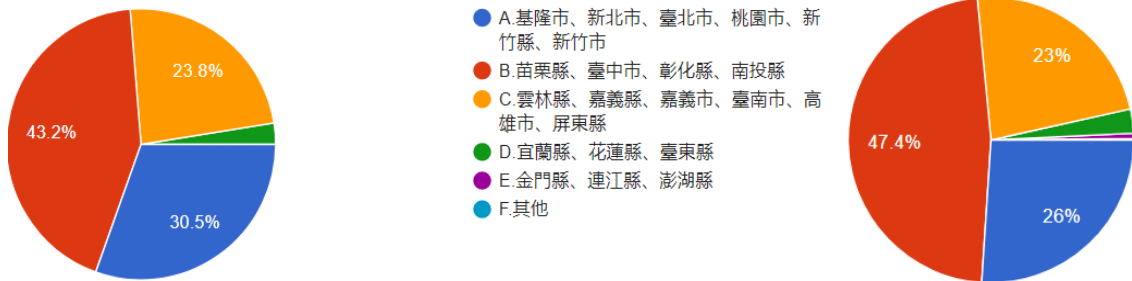 23.8%
43.2%
30.5%
A.基隆市、新北市、臺北市、桃園市、新
竹縣、新竹市
B.苗栗縣、臺中市、彰化縣、南投縣
C.雲林縣、嘉義縣、嘉義市、臺南市、高
雄市、屏東縣
D.宜蘭縣、花蓮縣、臺東縣
E.金門縣、連江縣、澎湖縣
F.其他
23%
47.4%
26%